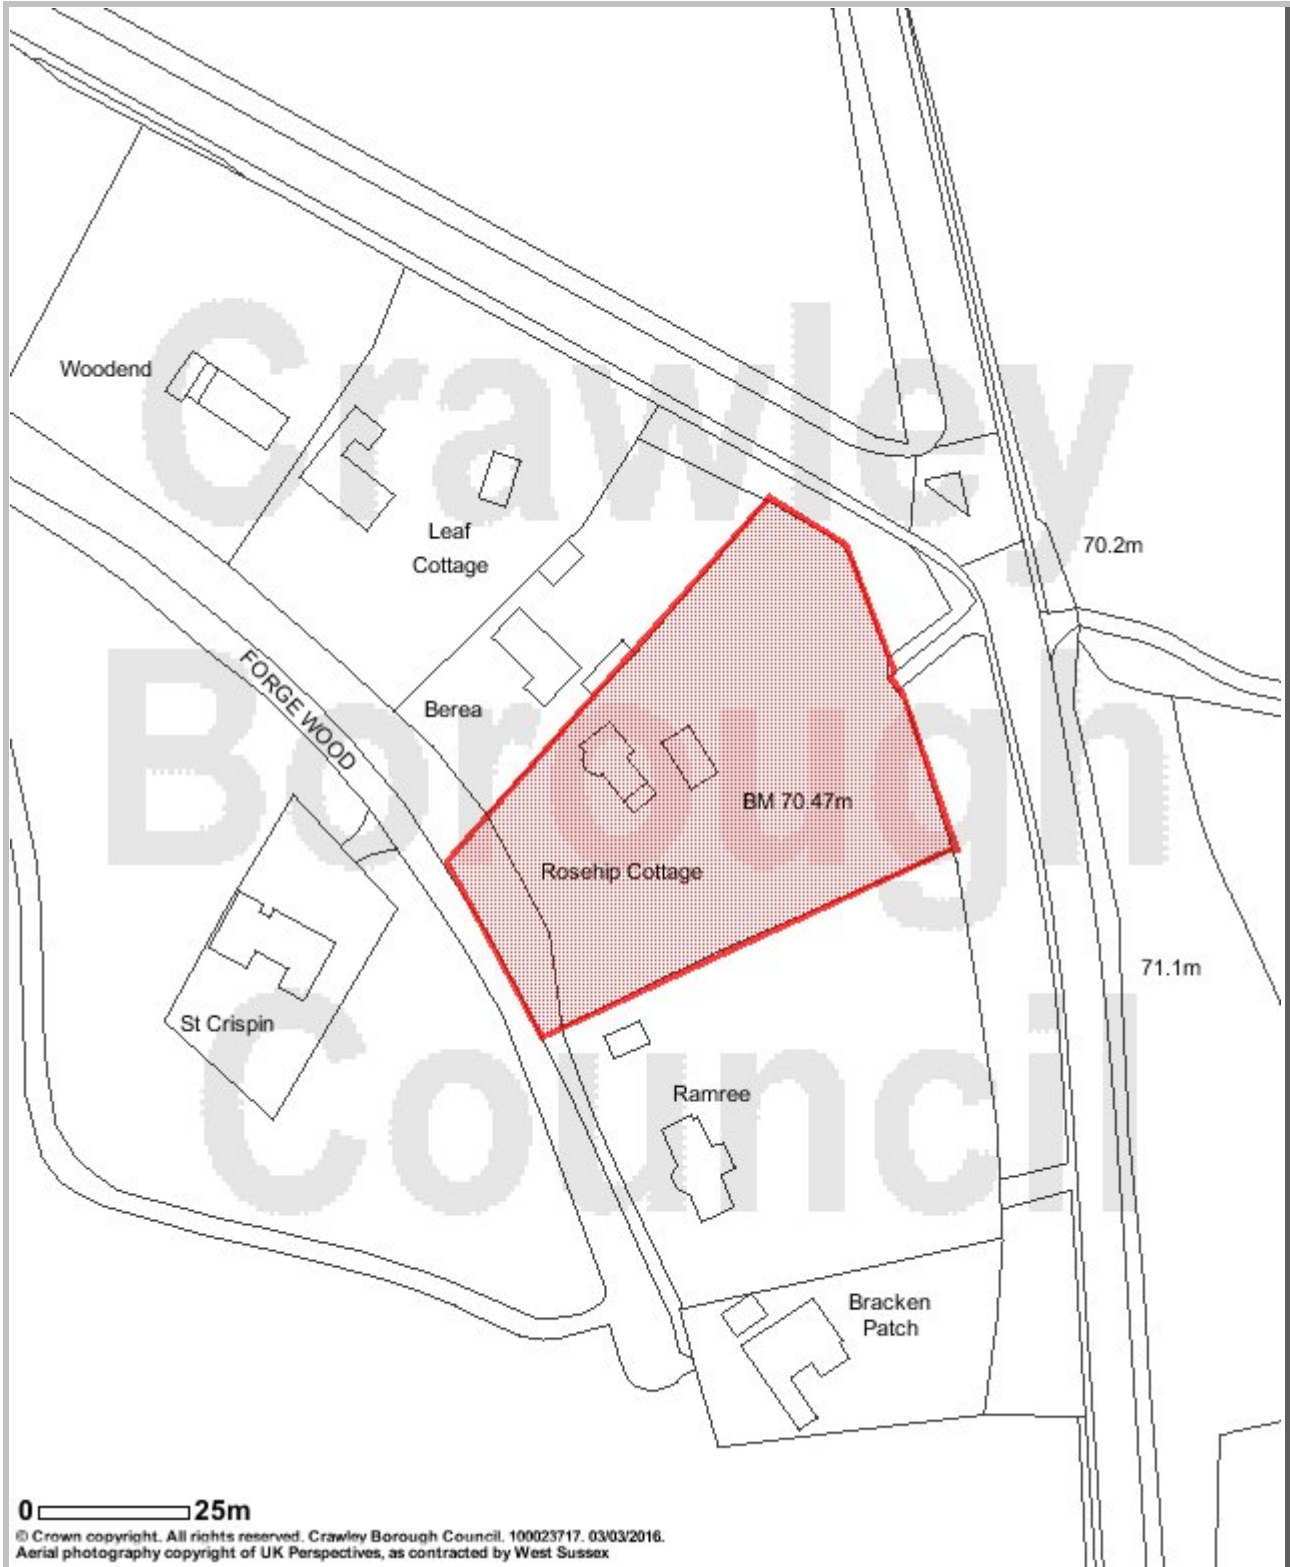 Crawley
Borough
Council
Woodend
Leaf
Cottage
70.2m
FORGE WOOD
Berea
BM 70.47m
Rosehip Cottage
71.1m
St Crispin
Ramree
Bracken
Patch
0 25m
© Crown copyright. All rights reserved. Crawley Borough Council. 100023717. 03/03/2016.
Aerial photography copyright of UK Perspectives, as contracted by West Sussex